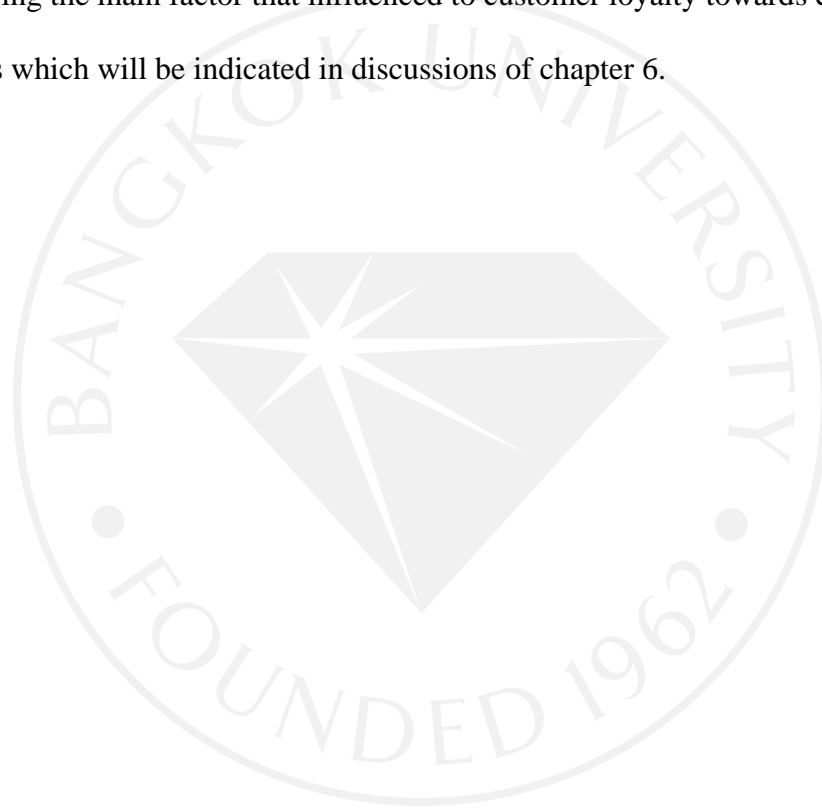 ing the main factor that influenced to customer loyalty towards
s which will be indicated in discussions of chapter 6.
BANGKOK UNIVERSITY
FOUNDED 1962